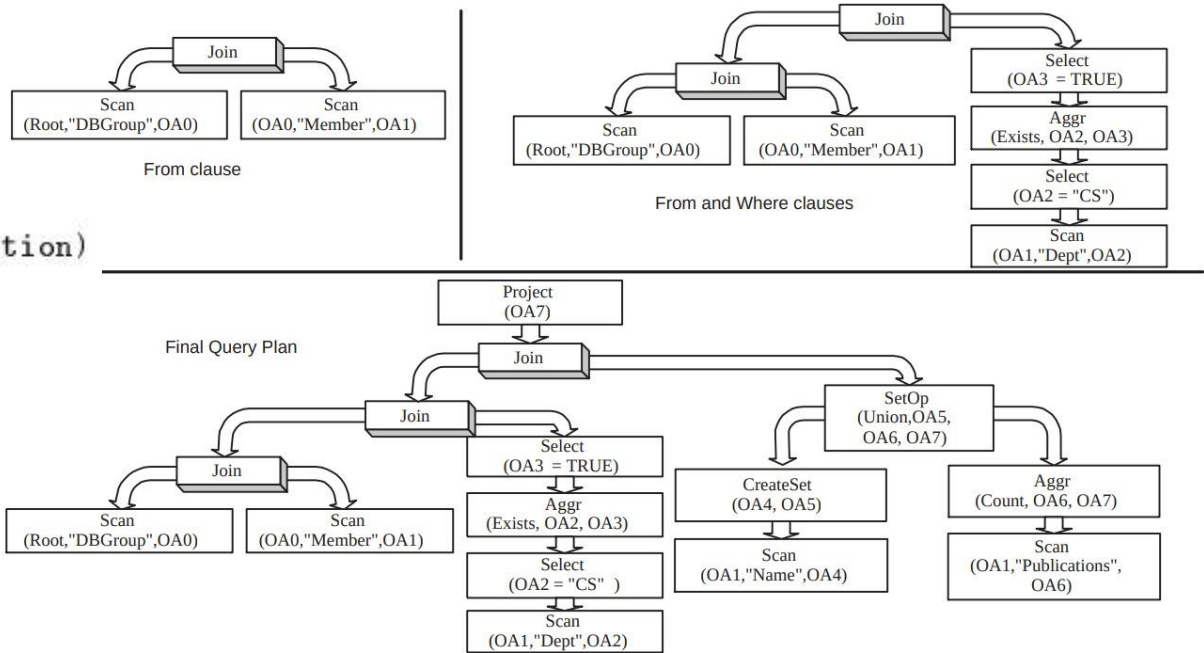 Join
Scan
(Root,"DBGroup",OA0)
Scan
(OA0,"Member",OA1)
From clause
tion)
Join
Join
Scan
(Root,"DBGroup",OA0)
Scan
(OA0,"Member",OA1)
Select
(OA3 = TRUE)
Aggr
(Exists, OA2, OA3)
Select
(OA2 = "CS")
Scan
(OA1,"Dept",OA2)
From and Where clauses
Final Query Plan
Project
(OA7)
Join
Join
Join
Scan
(Root,"DBGroup",OA0)
Scan
(OA0,"Member",OA1)
Select
(OA3 = TRUE)
Aggr
(Exists, OA2, OA3)
Select
(OA2 = "CS" )
Scan
(OA1,"Dept",OA2)
SetOp
(Union,OA5,
OA6, OA7)
CreateSet
(OA4, OA5)
Scan
(OA1,"Name",OA4)
Aggr
(Count, OA6, OA7)
Scan
(OA1,"Publications",
OA6)